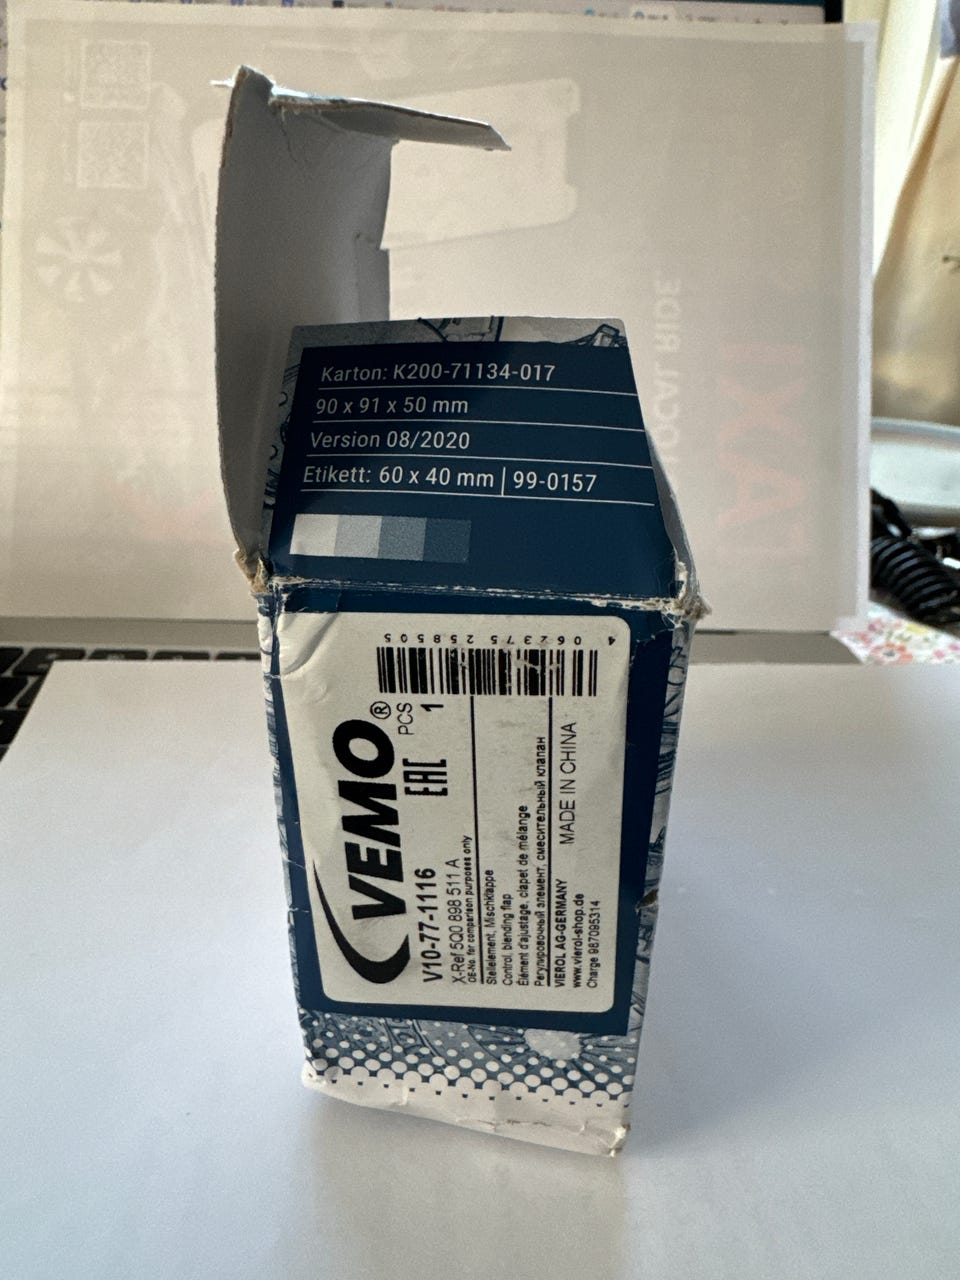 Karton: K200-71134-017
90 x 91 x 50 mm
Version 08/2020
Etikett: 60 x 40 mm | 99-0157
VEMO®
V10-77-1116
EAC
PCS
1
X-Ref 5Q0 898 511 A
OE-No. for comparison purposes only
Stellelement, Mischklappe
Control, blending flap
Élément d'ajustage, clapet de mélange
Регулировочный элемент, смесительный клапан
VIEROL AG-GERMANY
www.vierol-shop.de
Charge 987095314
MADE IN CHINA
4 062375 258505
LOCAL RIDE
TAXI